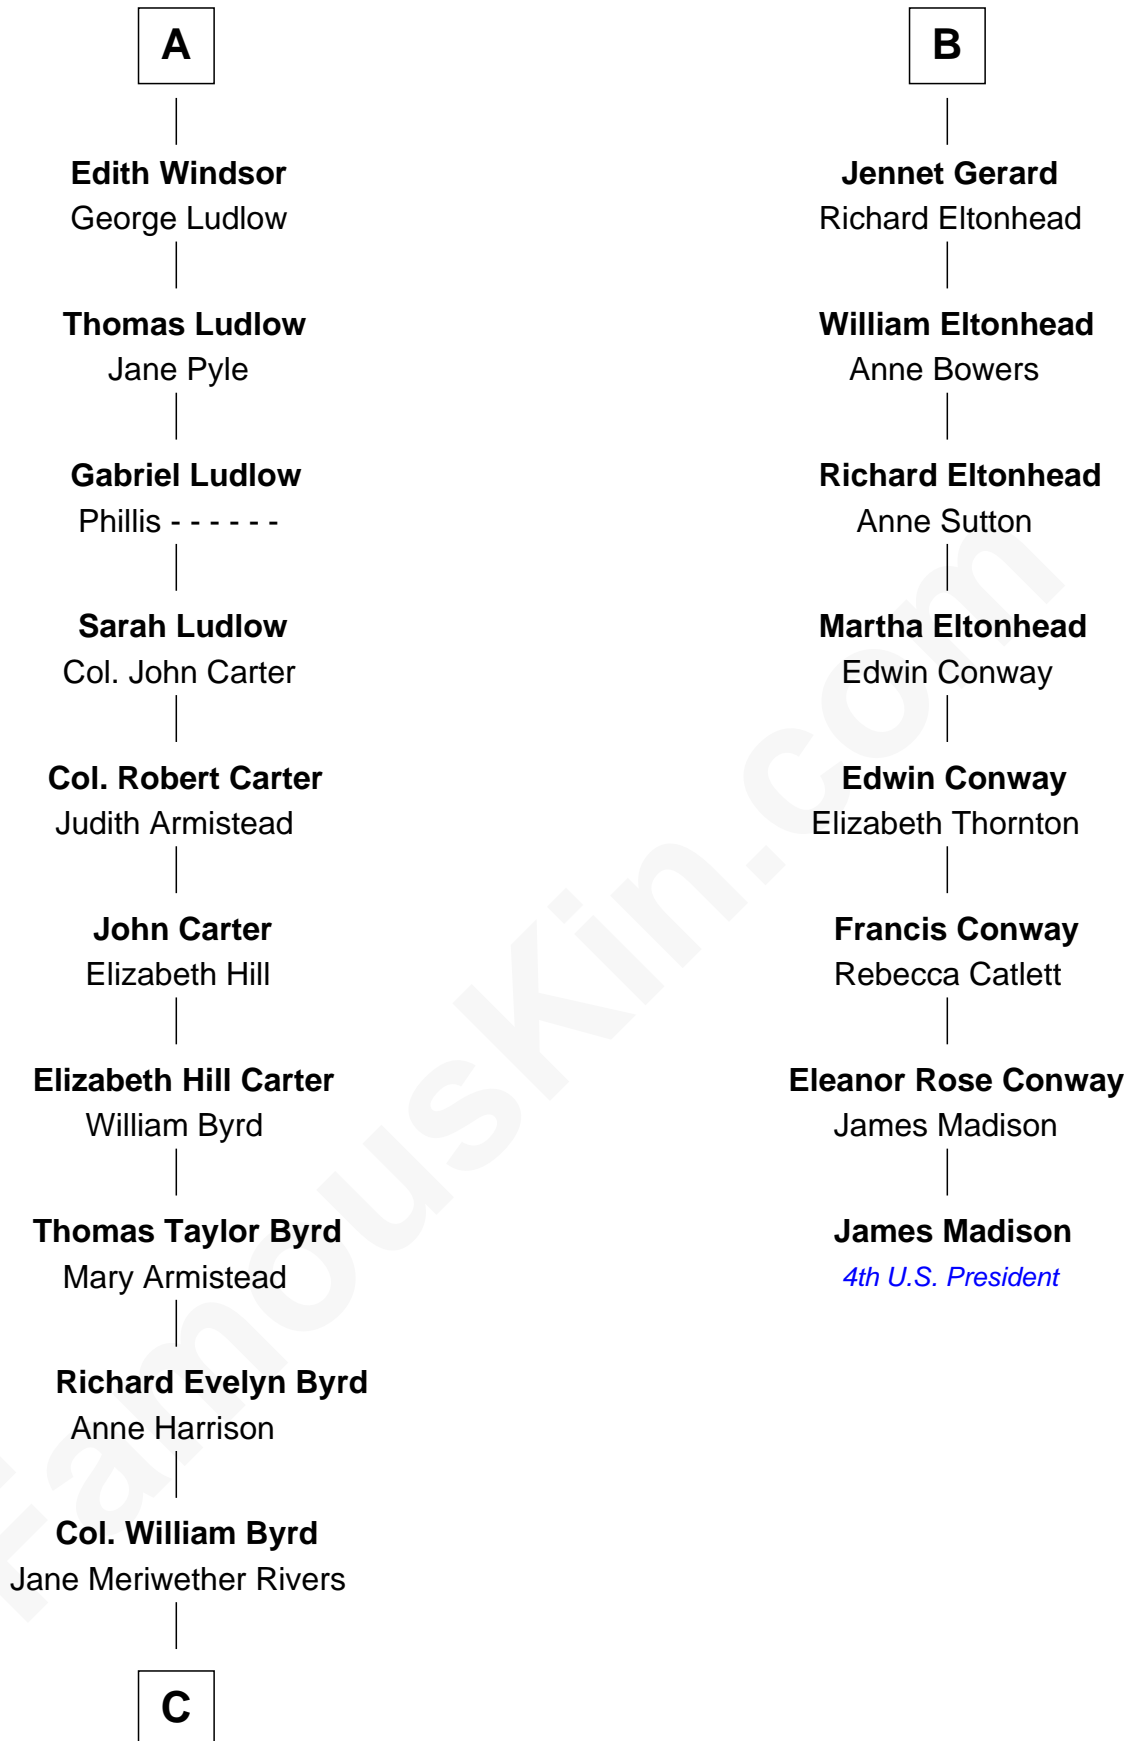 A
Edith Windsor
George Ludlow
Thomas Ludlow
Jane Pyle
Gabriel Ludlow
Phillis - - - - - -
Sarah Ludlow
Col. John Carter
Col. Robert Carter
Judith Armistead
John Carter
Elizabeth Hill
Elizabeth Hill Carter
William Byrd
Thomas Taylor Byrd
Mary Armistead
Richard Evelyn Byrd
Anne Harrison
Col. William Byrd
Jane Meriwether Rivers
C
B
Jennet Gerard
Richard Eltonhead
William Eltonhead
Anne Bowers
Richard Eltonhead
Anne Sutton
Martha Eltonhead
Edwin Conway
Edwin Conway
Elizabeth Thornton
Francis Conway
Rebecca Catlett
Eleanor Rose Conway
James Madison
James Madison
4th U.S. President
FamousKin.com